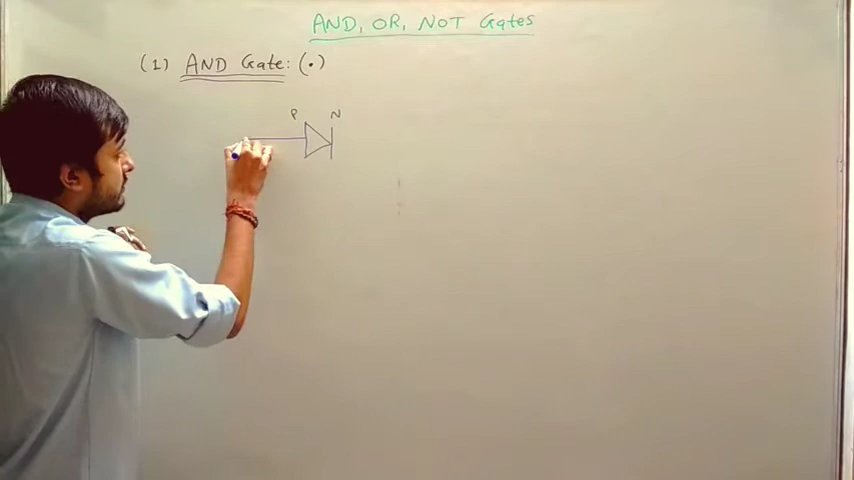 AND, OR, NOT Gates
(1) AND Gate: (•)
P N